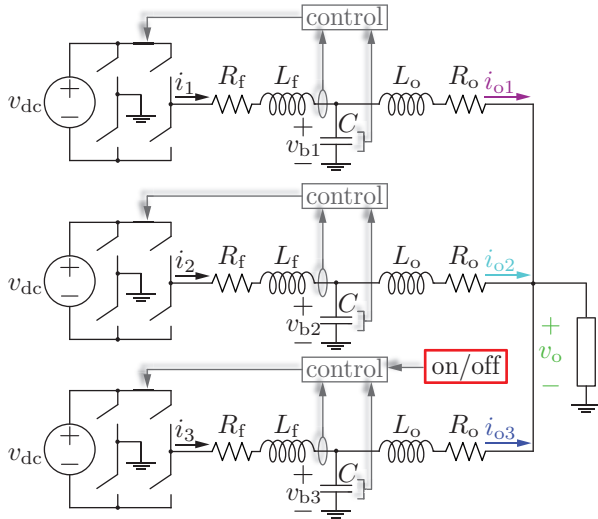 control
v_dc + −
i_1 R_f L_f C L_o R_o i_o1
+ v_b1 −
control
v_dc + −
i_2 R_f L_f C L_o R_o i_o2
+ v_b2 −
+ v_o −
control on/off
v_dc + −
i_3 R_f L_f C L_o R_o i_o3
+ v_b3 −